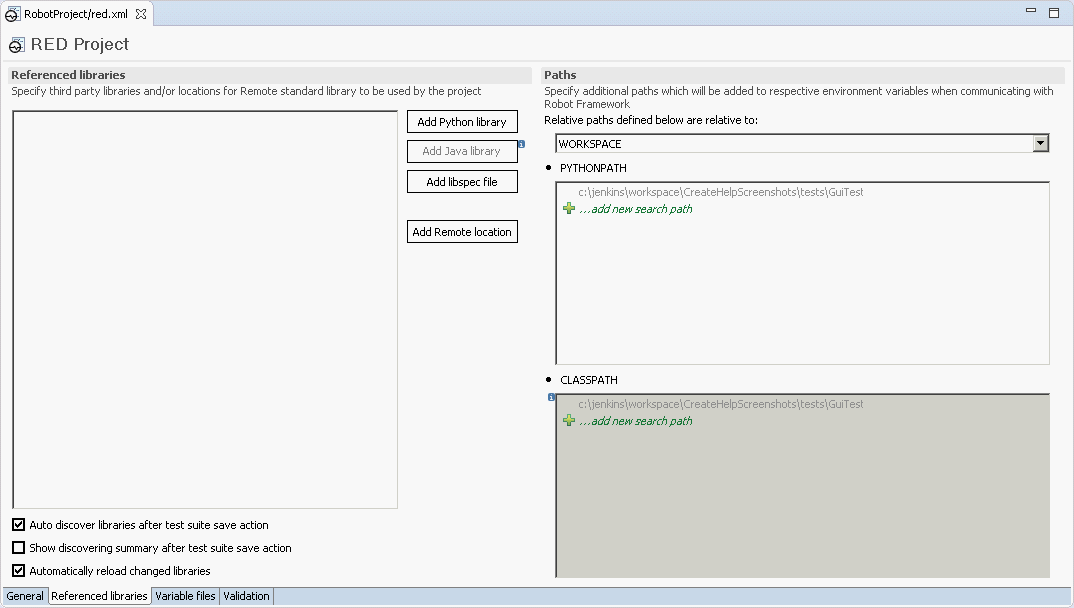 RobotProject/red.xml
RED Project
Referenced libraries
Specify third party libraries and/or locations for Remote standard library to be used by the project
Add Python library
Add Java library
Add libspec file
Add Remote location
Auto discover libraries after test suite save action
Show discovering summary after test suite save action
Automatically reload changed libraries
Paths
Specify additional paths which will be added to respective environment variables when communicating with
Robot Framework
Relative paths defined below are relative to:
WORKSPACE
PYTHONPATH
c:\jenkins\workspace\CreateHelpScreenshots\tests\GuiTest
...add new search path
CLASSPATH
c:\jenkins\workspace\CreateHelpScreenshots\tests\GuiTest
...add new search path
General Referenced libraries Variable files Validation